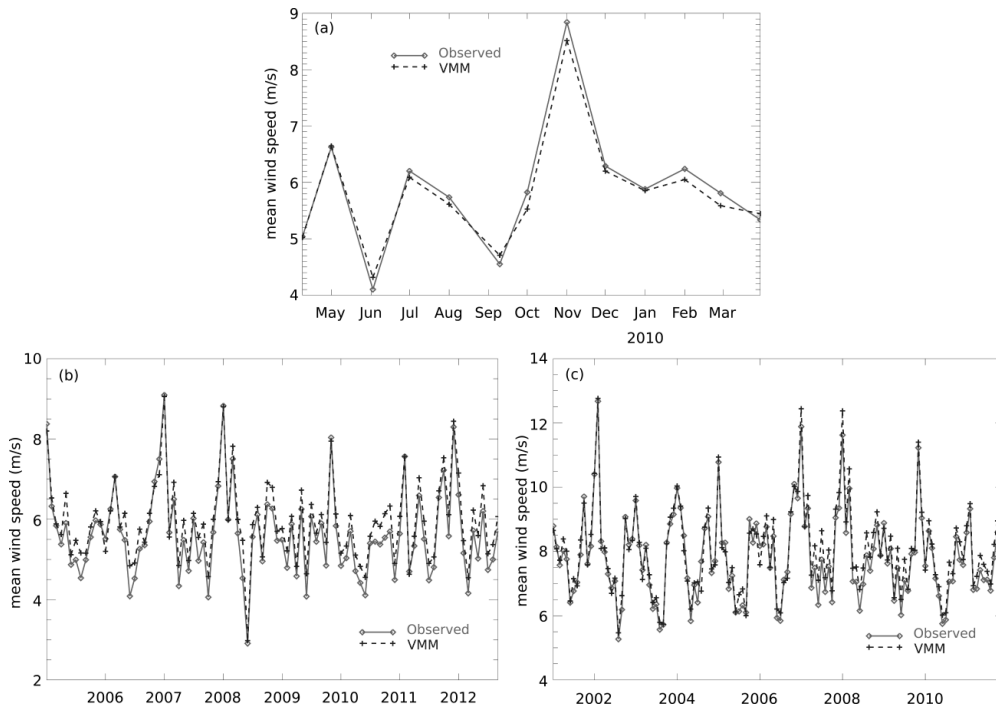 (a)
9
8
7
6
5
4
mean wind speed (m/s)
Observed
VMM
May Jun Jul Aug Sep Oct Nov Dec Jan Feb Mar
2010
(b)
10
8
6
4
2
mean wind speed (m/s)
Observed
VMM
2006 2007 2008 2009 2010 2011 2012
(c)
14
12
10
8
6
4
mean wind speed (m/s)
Observed
VMM
2002 2004 2006 2008 2010